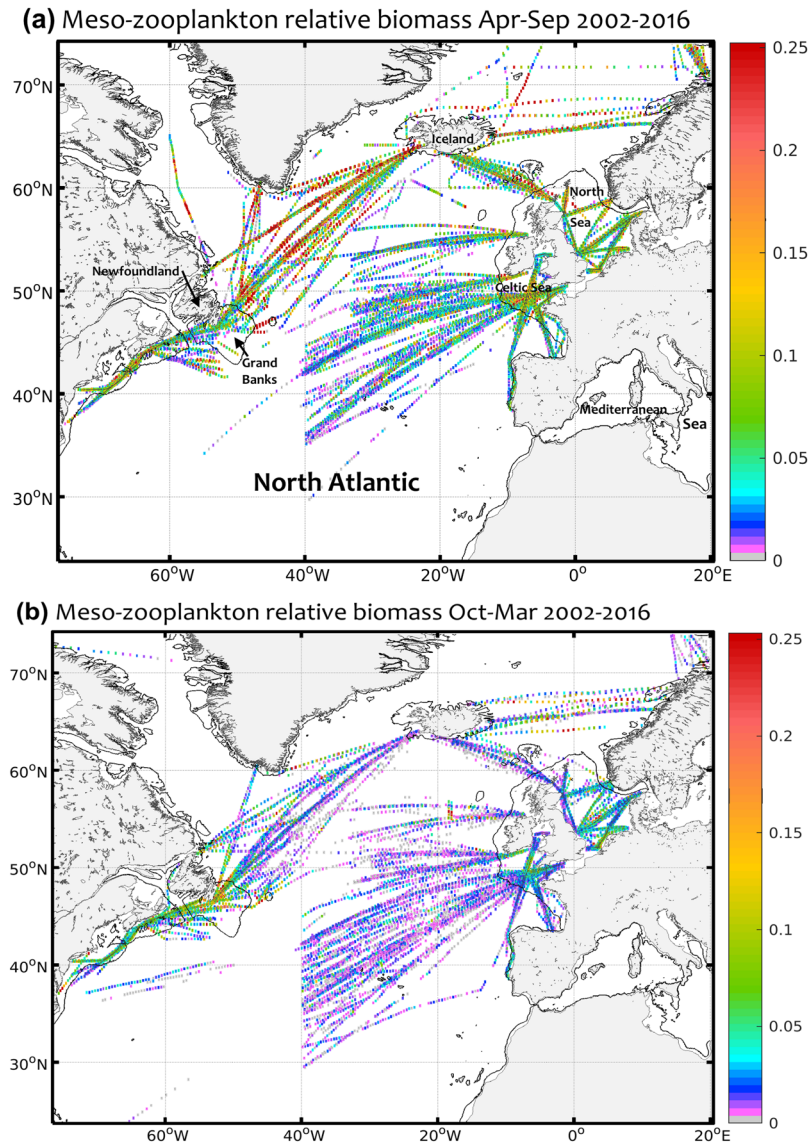 (a) Meso-zooplankton relative biomass Apr-Sep 2002-2016
70°N
60°N
50°N
40°N
30°N
60°W
40°W
20°W
0°
20°E
Iceland
North
Sea
Newfoundland
Celtic Sea
Grand
Banks
Mediterranean
Sea
North Atlantic
0.25
0.2
0.15
0.1
0.05
0
(b) Meso-zooplankton relative biomass Oct-Mar 2002-2016
70°N
60°N
50°N
40°N
30°N
60°W
40°W
20°W
0°
20°E
0.25
0.2
0.15
0.1
0.05
0